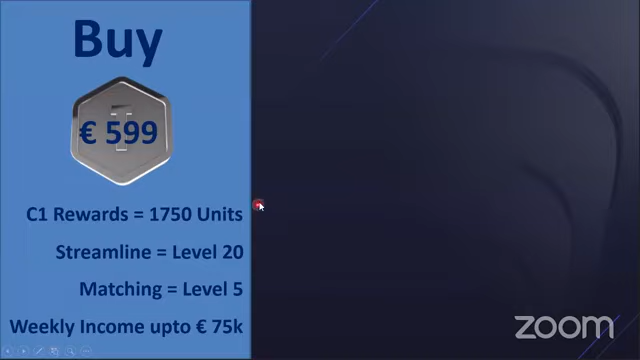 Buy
€ 599
C1 Rewards = 1750 Units
Streamline = Level 20
Matching = Level 5
Weekly Income upto € 75k
zoom